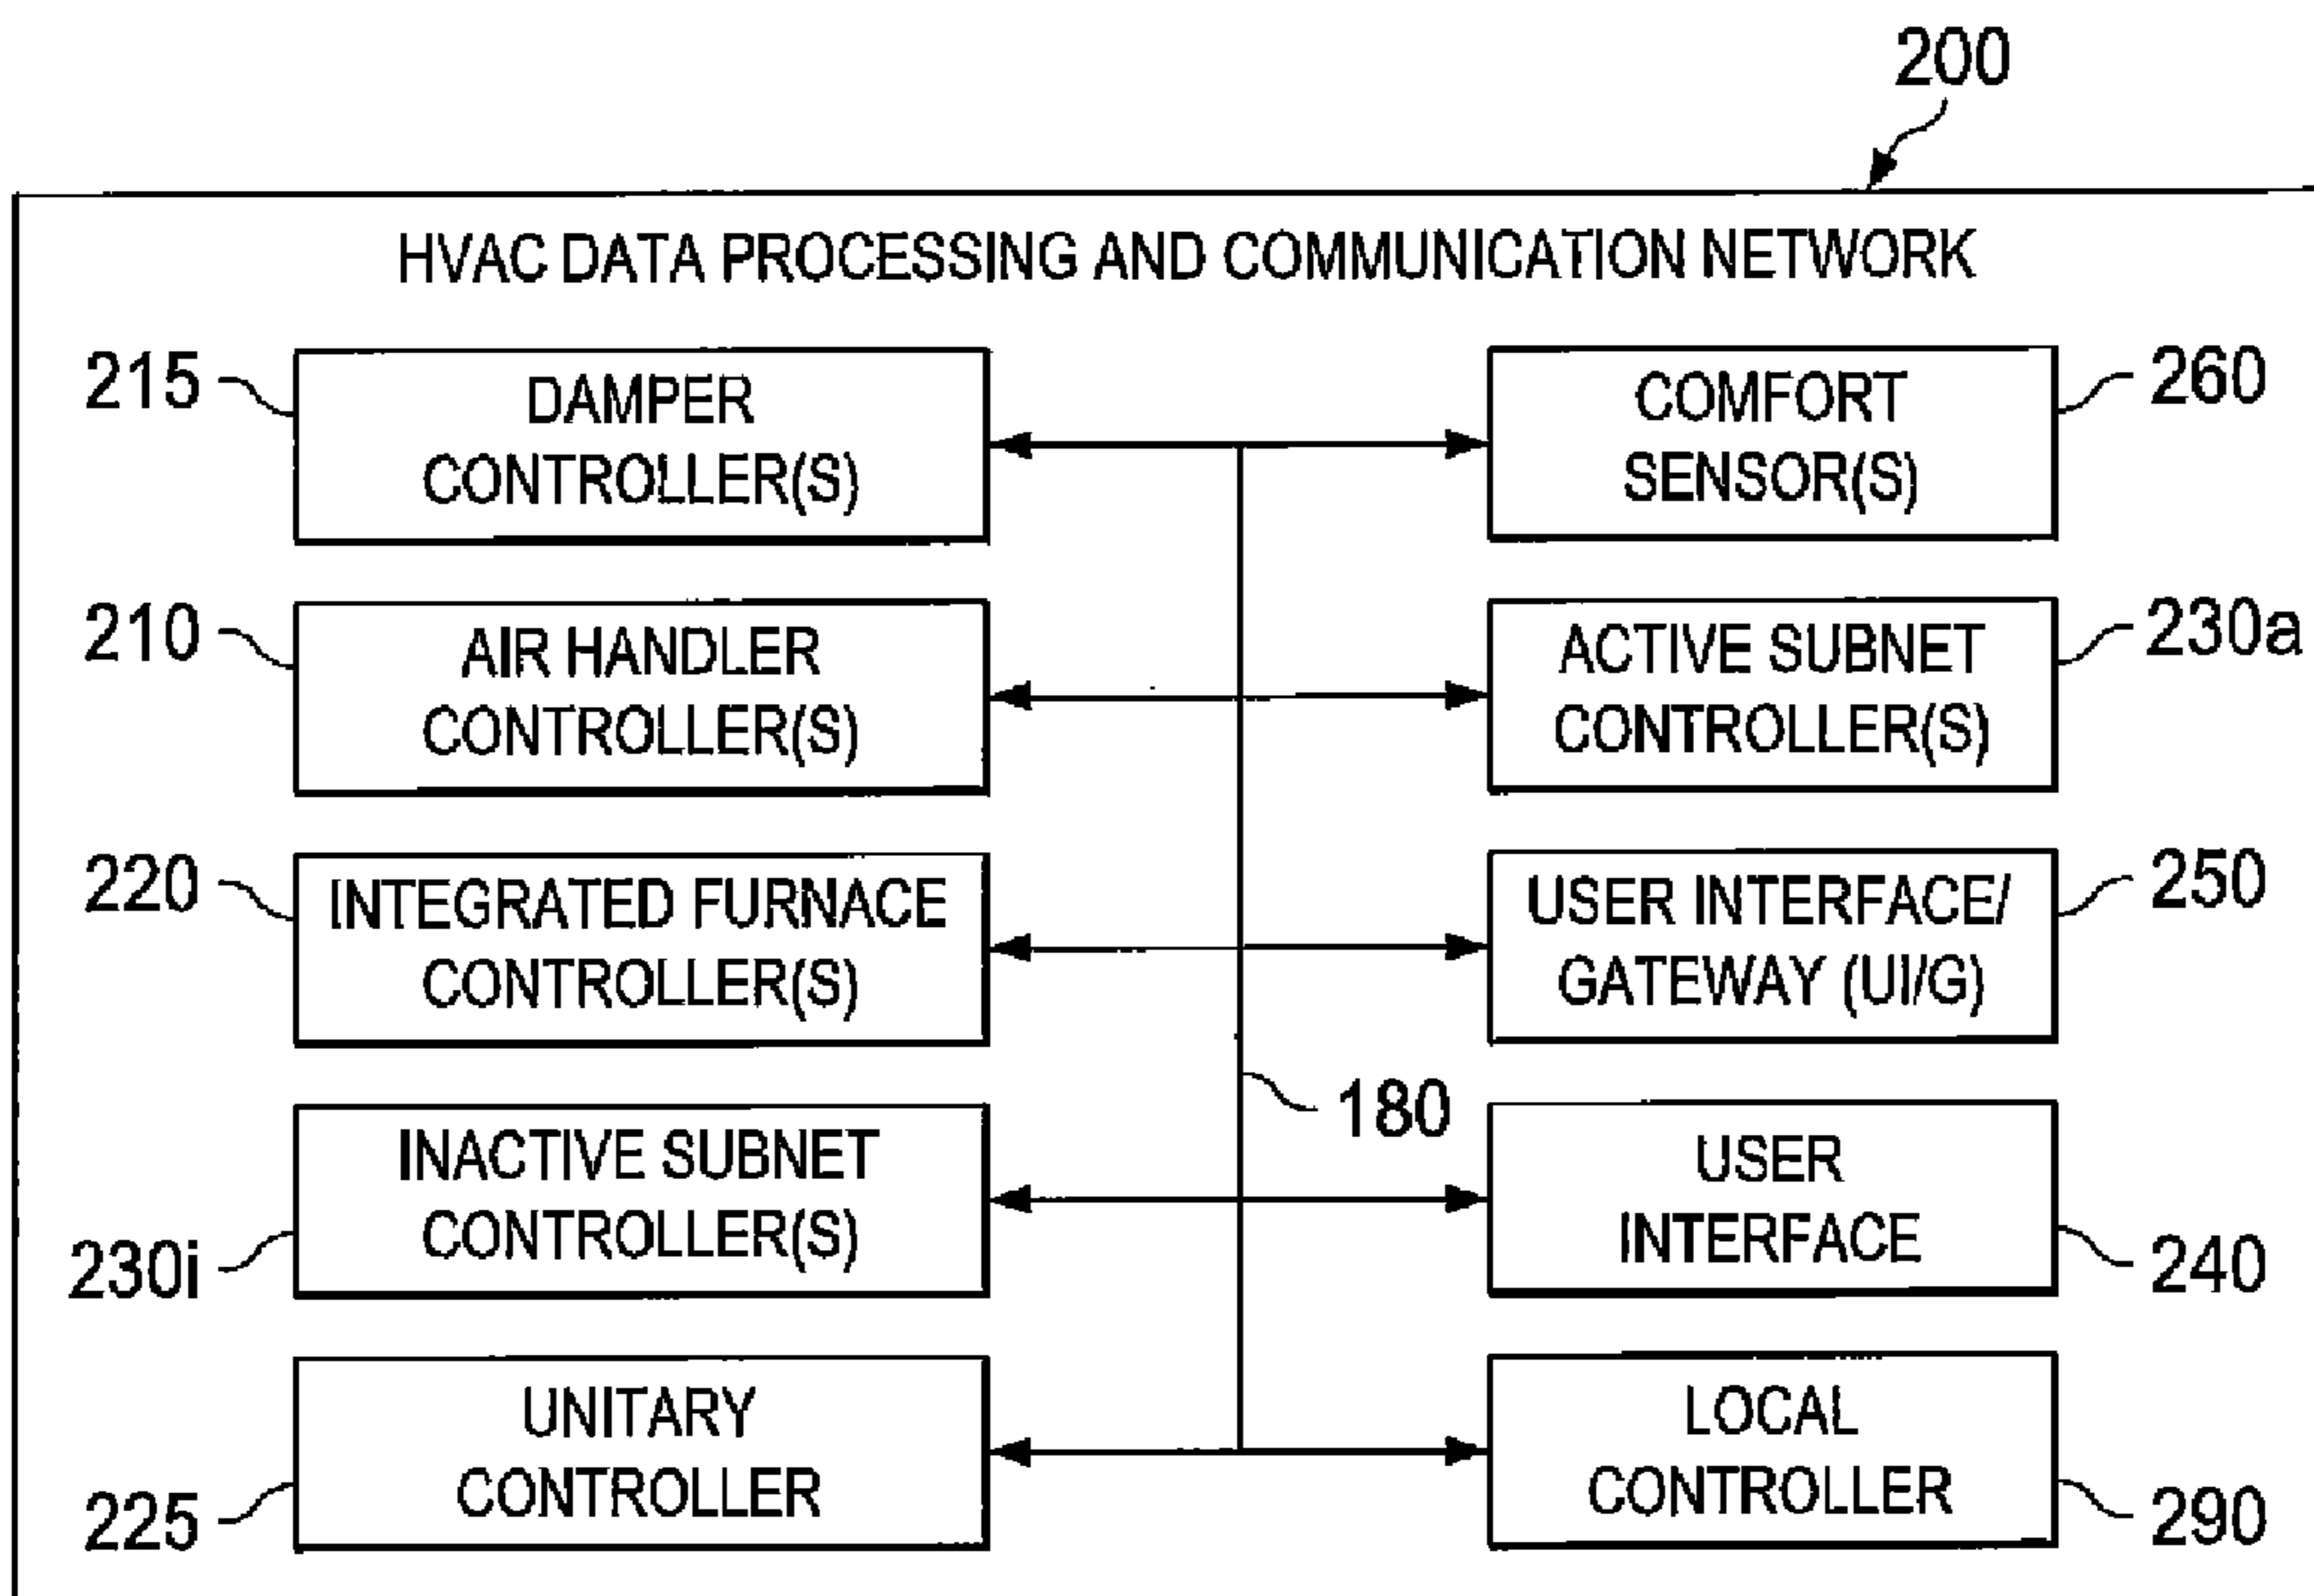 200
HVAC DATA PROCESSING AND COMMUNICATION NETWORK
215
DAMPER
CONTROLLER(S)
COMFORT
SENSOR(S)
260
210
AIR HANDLER
CONTROLLER(S)
ACTIVE SUBNET
CONTROLLER(S)
230a
220
INTEGRATED FURNACE
CONTROLLER(S)
USER INTERFACE/
GATEWAY (UI/G)
250
180
INACTIVE SUBNET
CONTROLLER(S)
230i
USER
INTERFACE
240
UNITARY
CONTROLLER
225
LOCAL
CONTROLLER
290